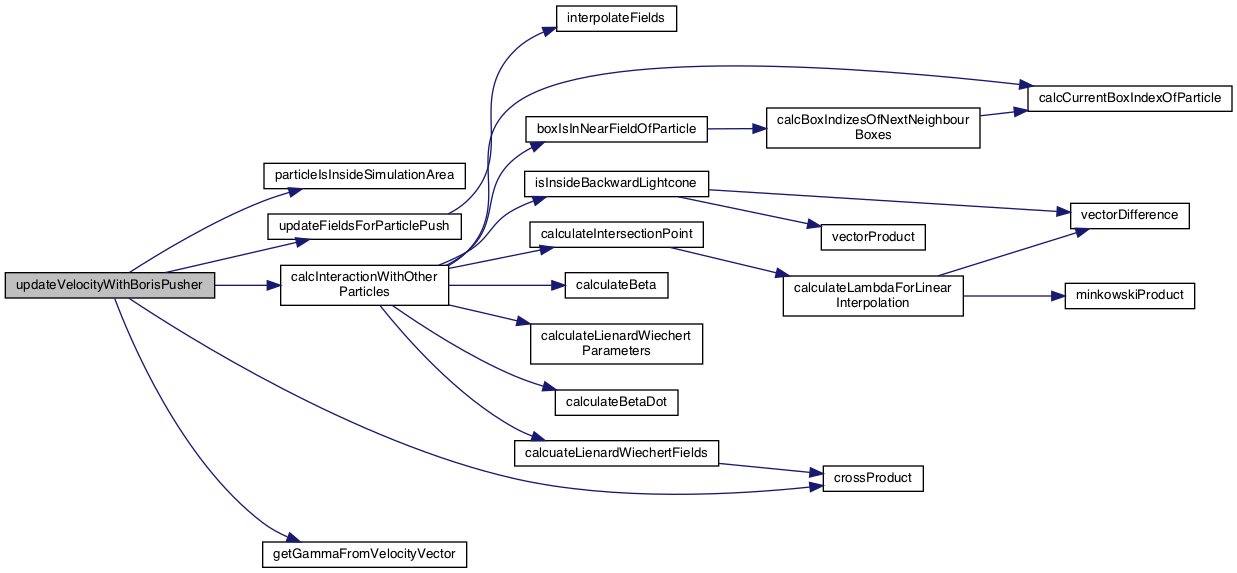 interpolateFields
calcCurrentBoxIndexOfParticle
boxIsInNearFieldOfParticle
calcBoxIndizesOfNextNeighbour
Boxes
particleIsInsideSimulationArea
isInsideBackwardLightcone
vectorDifference
updateFieldsForParticlePush
calculateIntersectionPoint
vectorProduct
updateVelocityWithBorisPusher
calcInteractionWithOther
Particles
calculateBeta
calculateLambdaForLinear
Interpolation
minkowskiProduct
calculateLienardWiechert
Parameters
calculateBetaDot
calcuateLienardWiechertFields
crossProduct
getGammaFromVelocityVector